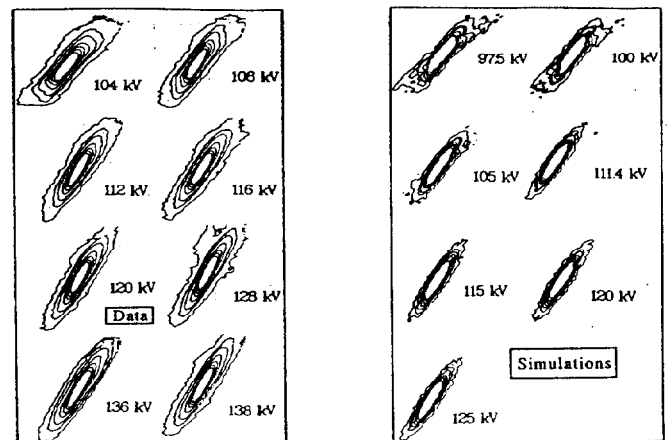 104 kV
108 kV
112 kV
116 kV
120 kV
128 kV
Data
136 kV
138 kV
97.5 kV
100 kV
105 kV
111.4 kV
115 kV
120 kV
Simulations
125 kV